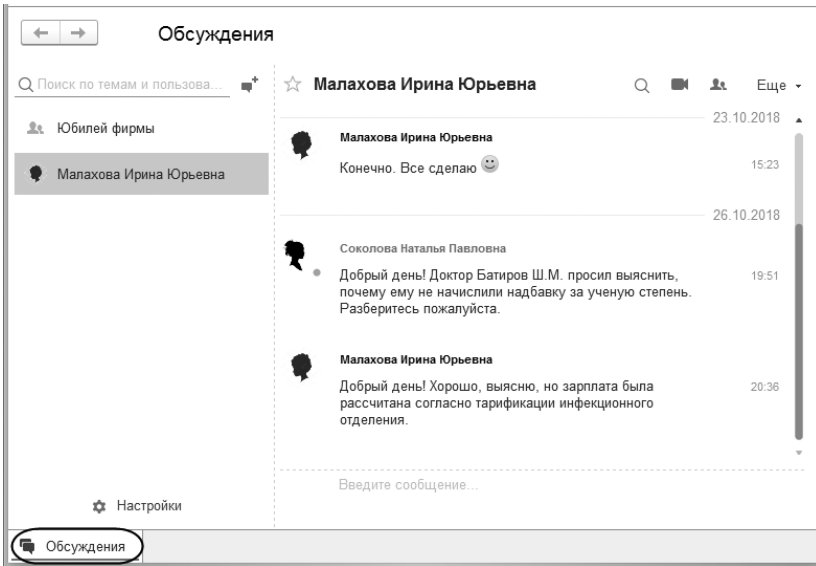 Обсуждения
Поиск по темам и пользова...
Юбилей фирмы
Малахова Ирина Юрьевна
Настройки
Малахова Ирина Юрьевна
Еще
23.10.2018
Малахова Ирина Юрьевна
Конечно. Все сделаю
15:23
26.10.2018
Соколова Наталья Павловна
Добрый день! Доктор Батиров Ш.М. просил выяснить,
19:51
почему ему не начислили надбавку за ученую степень.
Разберитесь пожалуйста.
Малахова Ирина Юрьевна
Добрый день! Хорошо, выясню, но зарплата была
20:36
рассчитана согласно тарификации инфекционного
отделения.
Введите сообщение...
Обсуждения